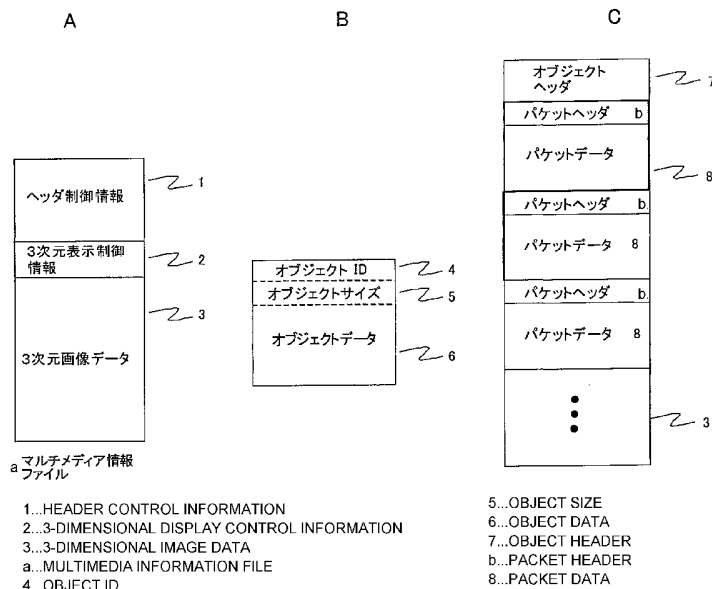 A
B
C
ヘッダ制御情報
1
3次元表示制御
情報
2
3
3次元画像データ
a マルチメディア情報
ファイル
オブジェクト ID
4
オブジェクトサイズ
5
オブジェクトデータ
6
オブジェクト
ヘッダ
7
パケットヘッダ b
パケットデータ
8
パケットヘッダ b.
パケットデータ 8
パケットヘッダ b.
パケットデータ 8
3
1...HEADER CONTROL INFORMATION
2...3-DIMENSIONAL DISPLAY CONTROL INFORMATION
3...3-DIMENSIONAL IMAGE DATA
a...MULTIMEDIA INFORMATION FILE
4...OBJECT ID
5...OBJECT SIZE
6...OBJECT DATA
7...OBJECT HEADER
b...PACKET HEADER
8...PACKET DATA